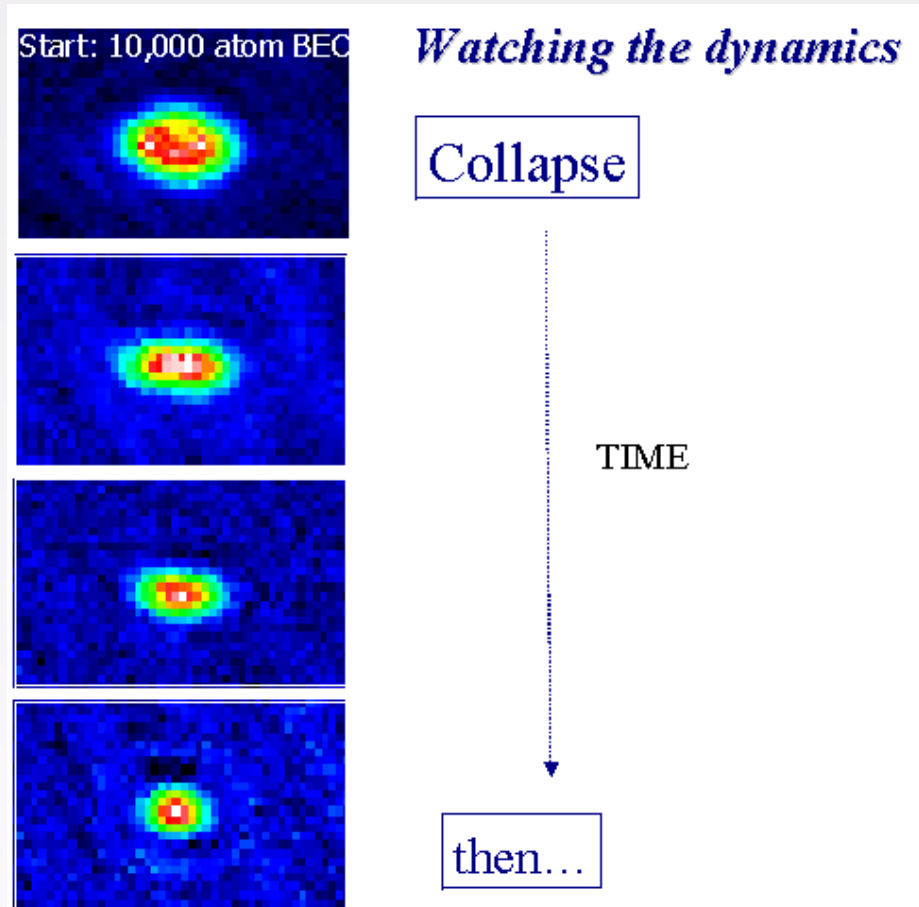 Start: 10,000 atom BEC
Watching the dynamics
Collapse
TIME
then...